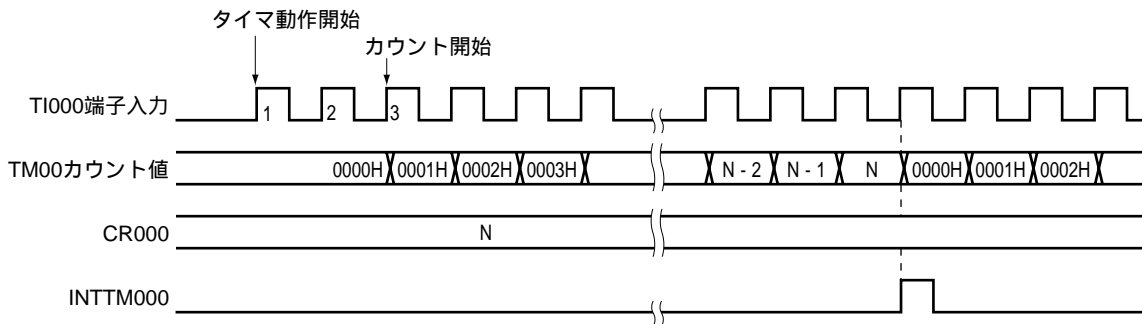 タイマ動作開始
カウント開始
TI000端子入力
1 2 3
TM00カウント値
0000H 0001H 0002H 0003H N - 2 N - 1 N 0000H 0001H 0002H
CR000
N
INTTM000